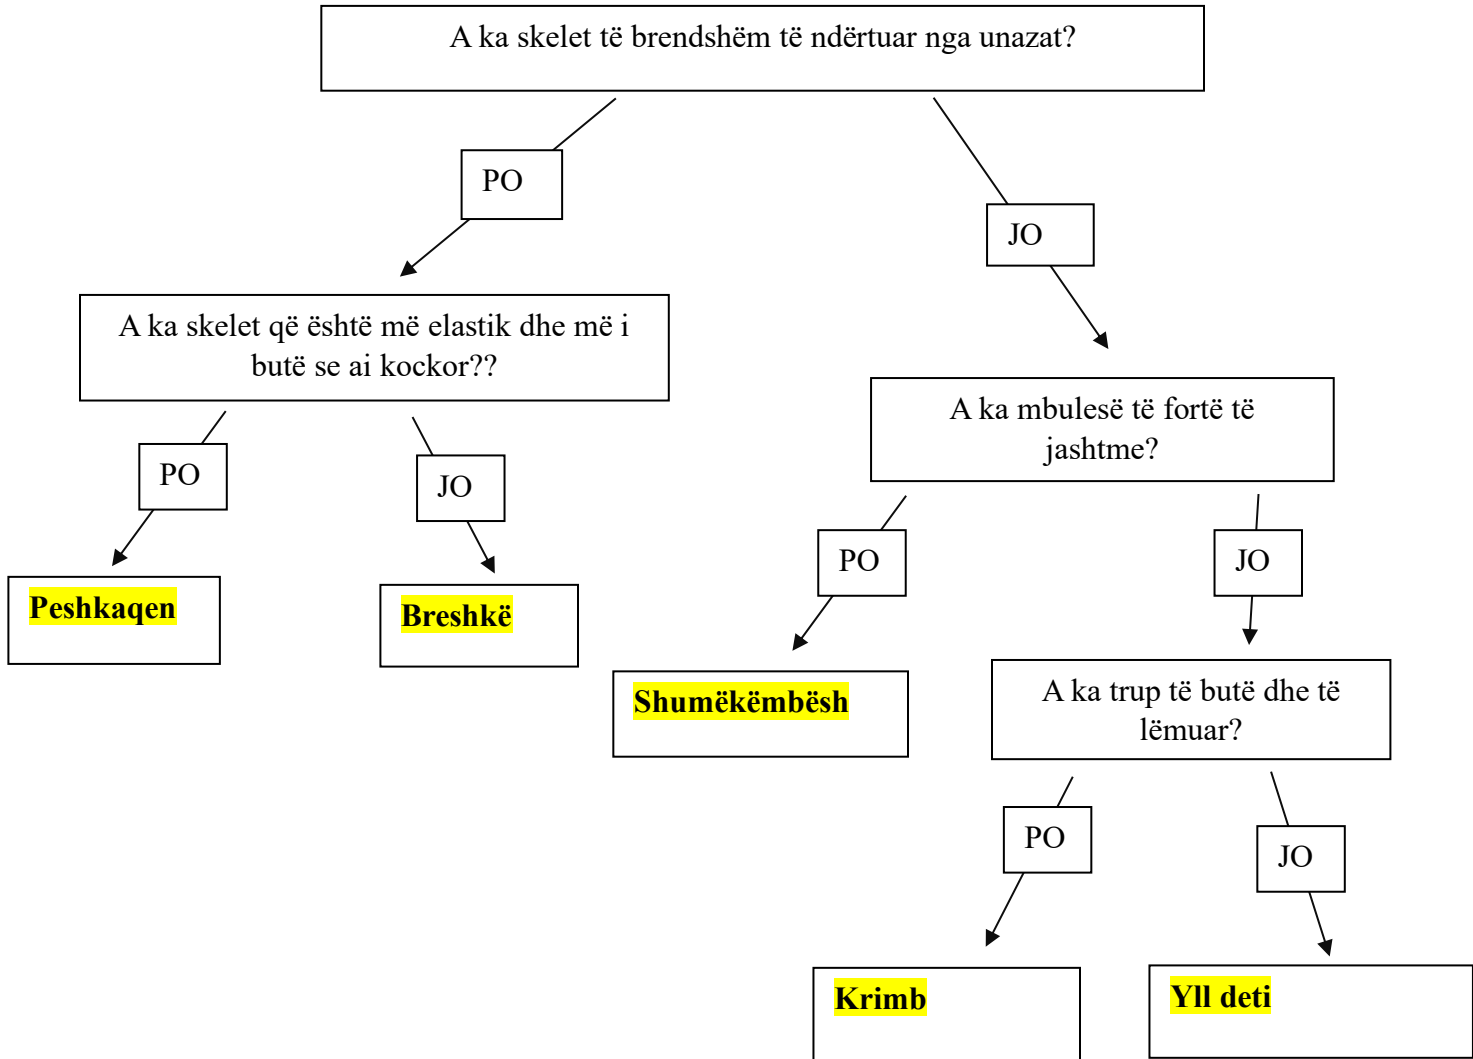 A ka skelet të brendshëm të ndërtuar nga unazat?
PO
JO
A ka skelet që është më elastik dhe më i
butë se ai kockor??
A ka mbulesë të fortë të
jashtme?
PO
JO
PO
JO
Peshkaqen
Breshkë
Shumëkëmbësh
A ka trup të butë dhe të
lëmuar?
PO
JO
Krimb
Yll deti